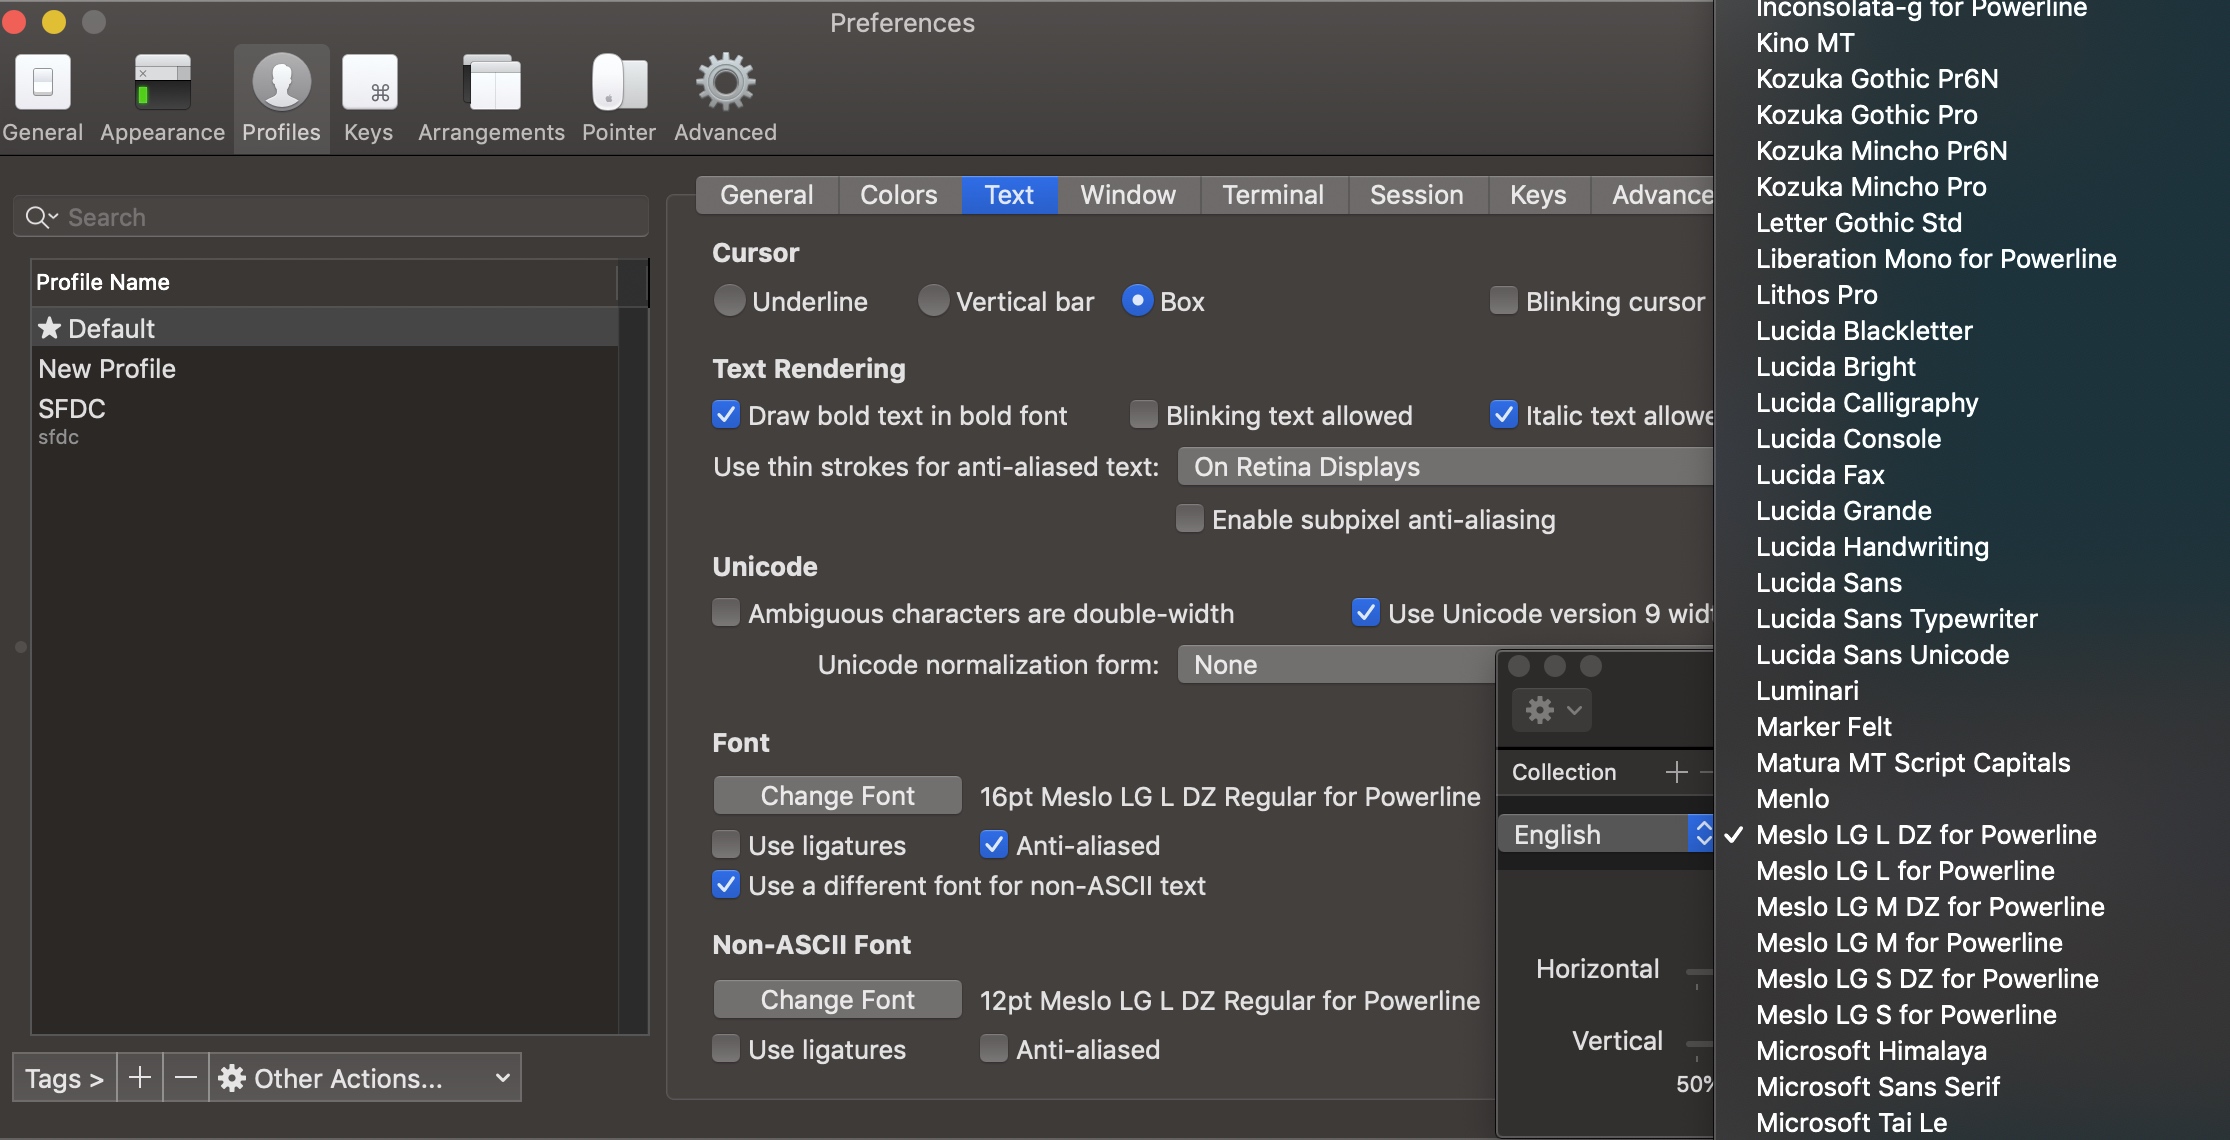 Preferences
General Appearance Profiles Keys Arrangements Pointer Advanced
Search
Profile Name
Default
New Profile
SFDC
sfdc
Tags >
Other Actions...
General Colors Text Window Terminal Session Keys Advance
Cursor
Underline Vertical bar Box Blinking cursor
Text Rendering
Draw bold text in bold font Blinking text allowed Italic text allowe
Use thin strokes for anti-aliased text: On Retina Displays
Enable subpixel anti-aliasing
Unicode
Ambiguous characters are double-width Use Unicode version 9 widt
Unicode normalization form: None
Font
Change Font 16pt Meslo LG L DZ Regular for Powerline
Use ligatures Anti-aliased
Use a different font for non-ASCII text
Non-ASCII Font
Change Font 12pt Meslo LG L DZ Regular for Powerline
Use ligatures Anti-aliased
Collection
English
Horizontal
Vertical
50%
Inconsolata-g for Powerline
Kino MT
Kozuka Gothic Pr6N
Kozuka Gothic Pro
Kozuka Mincho Pr6N
Kozuka Mincho Pro
Letter Gothic Std
Liberation Mono for Powerline
Lithos Pro
Lucida Blackletter
Lucida Bright
Lucida Calligraphy
Lucida Console
Lucida Fax
Lucida Grande
Lucida Handwriting
Lucida Sans
Lucida Sans Typewriter
Lucida Sans Unicode
Luminari
Marker Felt
Matura MT Script Capitals
Menlo
Meslo LG L DZ for Powerline
Meslo LG L for Powerline
Meslo LG M DZ for Powerline
Meslo LG M for Powerline
Meslo LG S DZ for Powerline
Meslo LG S for Powerline
Microsoft Himalaya
Microsoft Sans Serif
Microsoft Tai Le